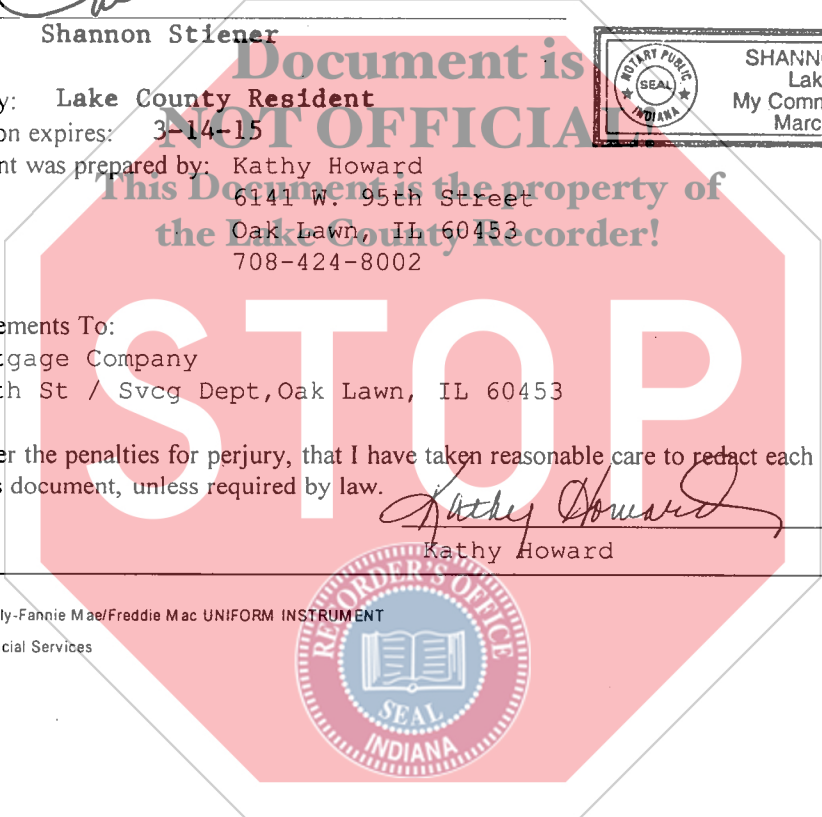 Shannon Stiener
Document is
NOTARY PUBLIC
SEAL
INDIANA
SHANN
Lak
My Comm
Marc
y: Lake County Resident
NOT OFFICIAL!
on expires: 3-14-15
nt was prepared by: Kathy Howard
This Document is the property of
6141 W. 95th Street
the Lake County Recorder!
Oak Lawn, IL 60453
708-424-8002
STOP
ements To:
tgage Company
th St / Svcg Dept,Oak Lawn, IL 60453
er the penalties for perjury, that I have taken reasonable care to redact each
s document, unless required by law.
Kathy Howard
Kathy Howard
RECORDER'S OFFICE
SEAL
INDIANA
ly-Fannie Mae/Freddie Mac UNIFORM INSTRUMENT
cial Services